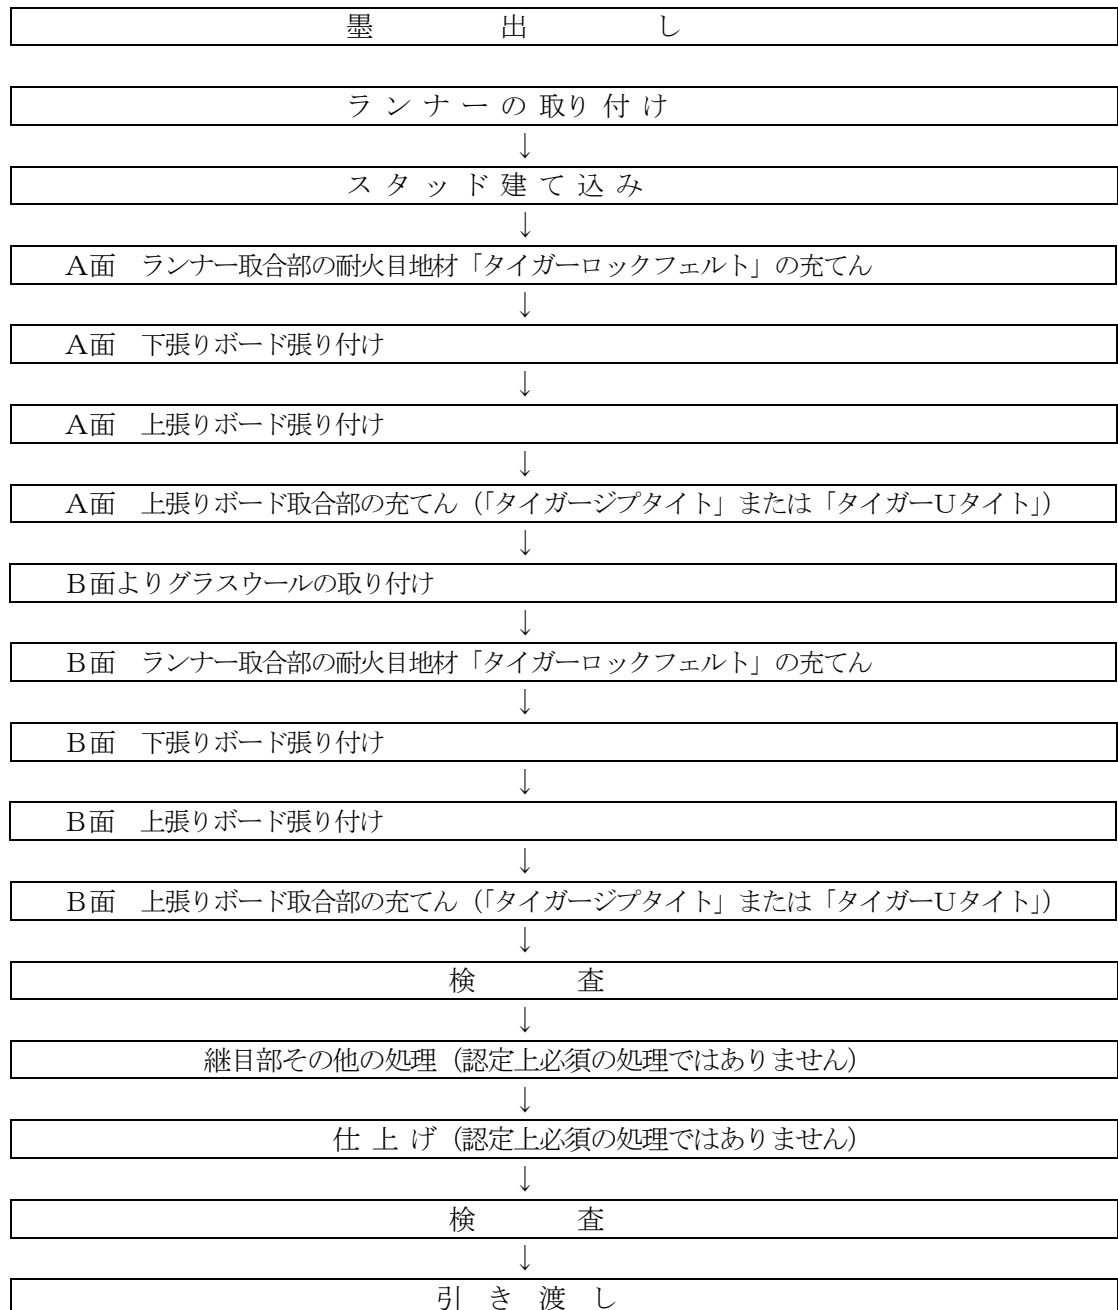 墨出し
ランナーの取り付け
↓
スタッド建て込み
↓
A面 ランナー取合部の耐火目地材「タイガーロックフェルト」の充てん
↓
A面 下張りボード張り付け
↓
A面 上張りボード張り付け
↓
A面 上張りボード取合部の充てん(「タイガージプタイト」または「タイガーUタイト」)
↓
B面よりグラスウールの取り付け
↓
B面 ランナー取合部の耐火目地材「タイガーロックフェルト」の充てん
↓
B面 下張りボード張り付け
↓
B面 上張りボード張り付け
↓
B面 上張りボード取合部の充てん(「タイガージプタイト」または「タイガーUタイト」)
↓
検査
↓
継目部その他の処理(認定上必須の処理ではありません)
↓
仕上げ(認定上必須の処理ではありません)
↓
検査
↓
引き渡し